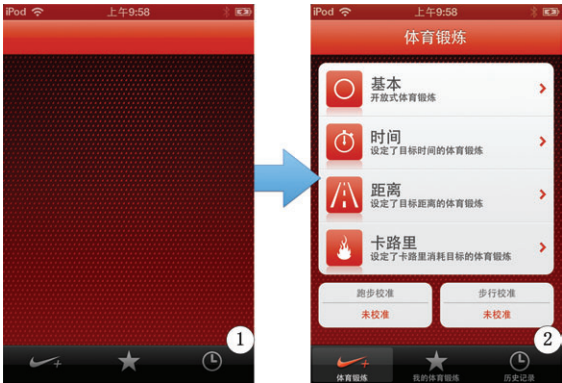 iPod 上午9:58
1
iPod 上午9:58
体育锻炼
基本
开放式体育锻炼
时间
设定了目标时间的体育锻炼
距离
设定了目标距离的体育锻炼
卡路里
设定了卡路里消耗目标的体育锻炼
跑步校准 步行校准
未校准 未校准
2
体育锻炼 我的体育锻炼 历史记录